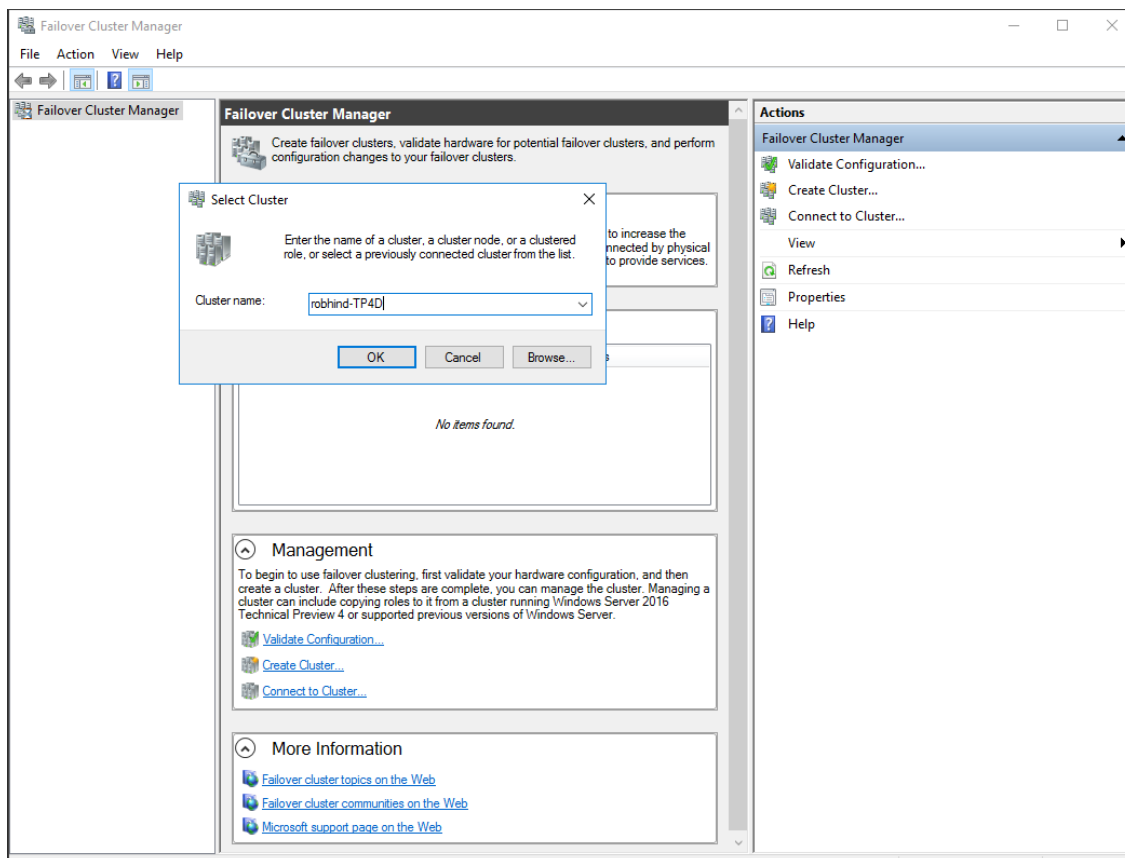 Failover Cluster Manager
File Action View Help
Failover Cluster Manager
Failover Cluster Manager
Create failover clusters, validate hardware for potential failover clusters, and perform
configuration changes to your failover clusters.
to increase the
nnected by physical
to provide services.
Select Cluster
Enter the name of a cluster, a cluster node, or a clustered
role, or select a previously connected cluster from the list.
Cluster name: robhind-TP4D
OK Cancel Browse...
No items found.
Management
To begin to use failover clustering, first validate your hardware configuration, and then
create a cluster. After these steps are complete, you can manage the cluster. Managing a
cluster can include copying roles to it from a cluster running Windows Server 2016
Technical Preview 4 or supported previous versions of Windows Server.
Validate Configuration...
Create Cluster...
Connect to Cluster...
More Information
Failover cluster topics on the Web
Failover cluster communities on the Web
Microsoft support page on the Web
Actions
Failover Cluster Manager
Validate Configuration...
Create Cluster...
Connect to Cluster...
View
Refresh
Properties
Help